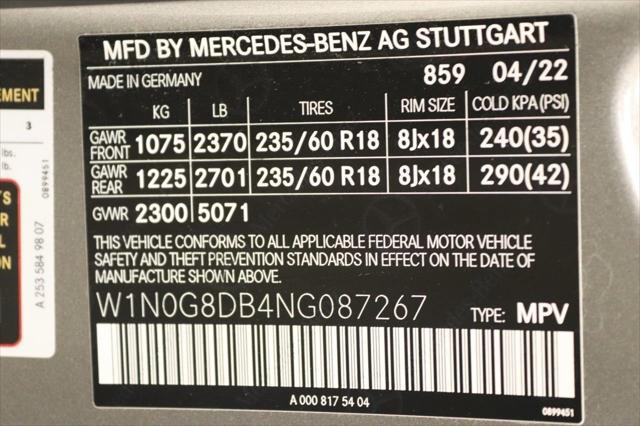 EMENT
3
lbs.
lb.
0899451
A 253 584 98 07
MFD BY MERCEDES-BENZ AG STUTTGART
MADE IN GERMANY 859 04/22
KG LB TIRES RIM SIZE COLD KPA(PSI)
GAWR FRONT 1075 2370 235/60 R18 8Jx18 240(35)
GAWR REAR 1225 2701 235/60 R18 8Jx18 290(42)
GVWR 2300 5071
THIS VEHICLE CONFORMS TO ALL APPLICABLE FEDERAL MOTOR VEHICLE
SAFETY AND THEFT PREVENTION STANDARDS IN EFFECT ON THE DATE OF
MANUFACTURE SHOWN ABOVE.
W1N0G8DB4NG087267 TYPE: MPV
A 000 817 54 04
0899451